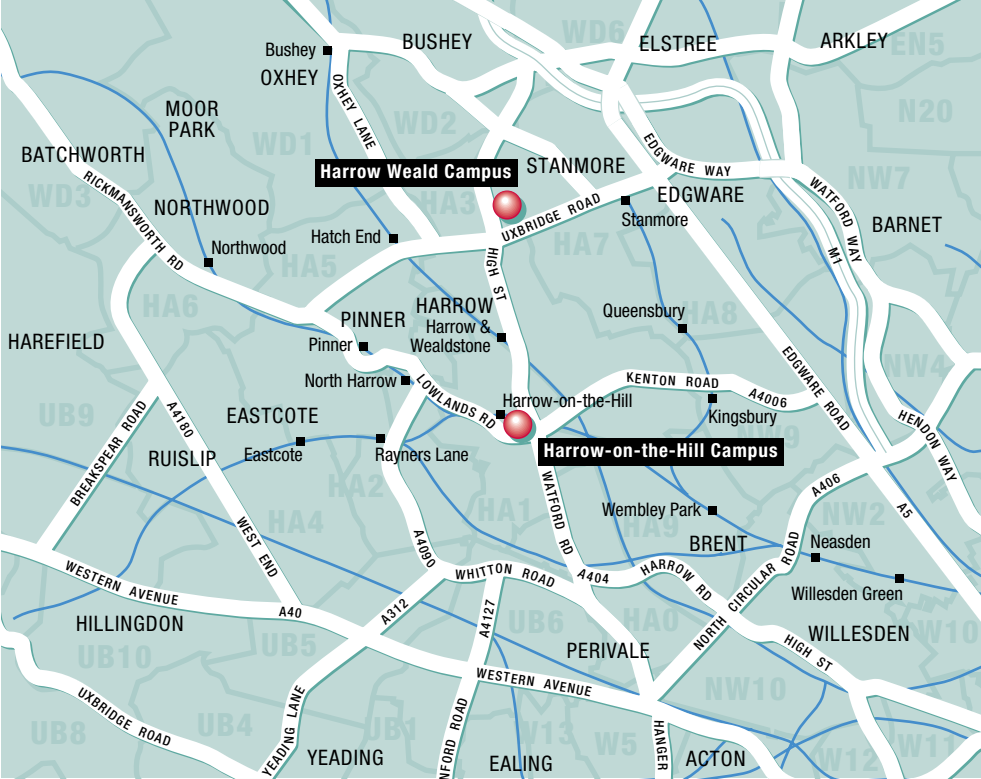 WD6
BUSHEY
ELSTREE
ARKLEY
EN5
Bushey
OXHEY
OXHEY LANE
MOOR
PARK
N20
WD2
WD1
EDGWARE WAY
BATCHWORTH
STANMORE
Harrow Weald Campus
RICKMANSWORTH RD
WD3
NW7
EDGWARE
WATFORD WAY
HA3
NORTHWOOD
UXBRIDGE ROAD
Stanmore
BARNET
Hatch End
Northwood
HA7
M1
HA5
HIGH ST
HA6
HARROW
Queensbury
HA8
PINNER
Harrow &
Wealdstone
HAREFIELD
Pinner
EDGWARE ROAD
NW4
North Harrow
KENTON ROAD
LOWLANDS RD
A4006
Harrow-on-the-Hill
UB9
A4180
EASTCOTE
Kingsbury
HENDON WAY
BREAKSPEAR ROAD
NW9
Eastcote
Rayners Lane
Harrow-on-the-Hill Campus
RUISLIP
HA2
A406
WATFORD RD
HA4
HA1
Wembley Park
HA9
NW2
A5
WEST END
A4090
BRENT
Neasden
WESTERN AVENUE
WHITTON ROAD
A404
HARROW RD
NORTH CIRCULAR ROAD
Willesden Green
A40
A312
A4127
HILLINGDON
UB6
HA0
WILLESDEN
W10
UB5
UB10
PERIVALE
HIGH ST
WESTERN AVENUE
NW10
UXBRIDGE ROAD
YEADING LANE
UB8
UB4
UB1
NFORD ROAD
W13
W5
HANGER
W12
W11
YEADING
EALING
ACTON